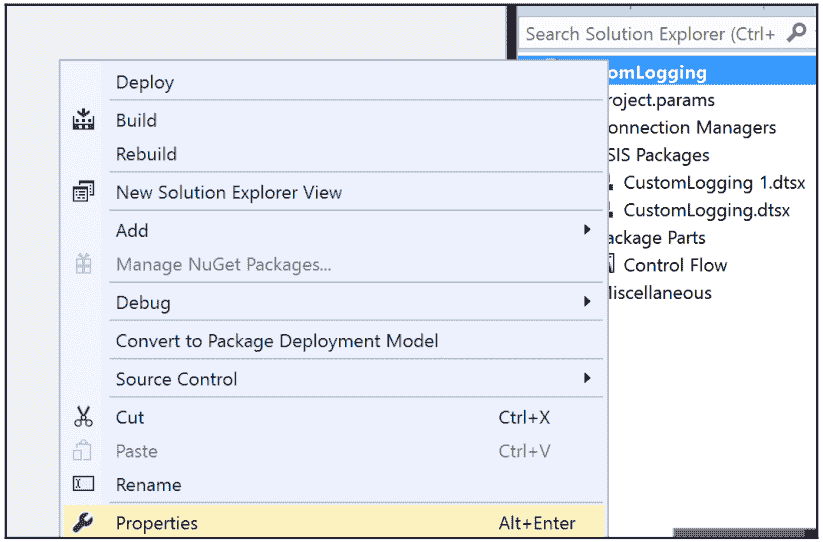 Search Solution Explorer (Ctrl+
omLogging
roject.params
onnection Managers
SIS Packages
CustomLogging 1.dtsx
CustomLogging.dtsx
ackage Parts
Control Flow
iscellaneous
Deploy
Build
Rebuild
New Solution Explorer View
Add
Manage NuGet Packages...
Debug
Convert to Package Deployment Model
Source Control
Cut Ctrl+X
Paste Ctrl+V
Rename
Properties Alt+Enter